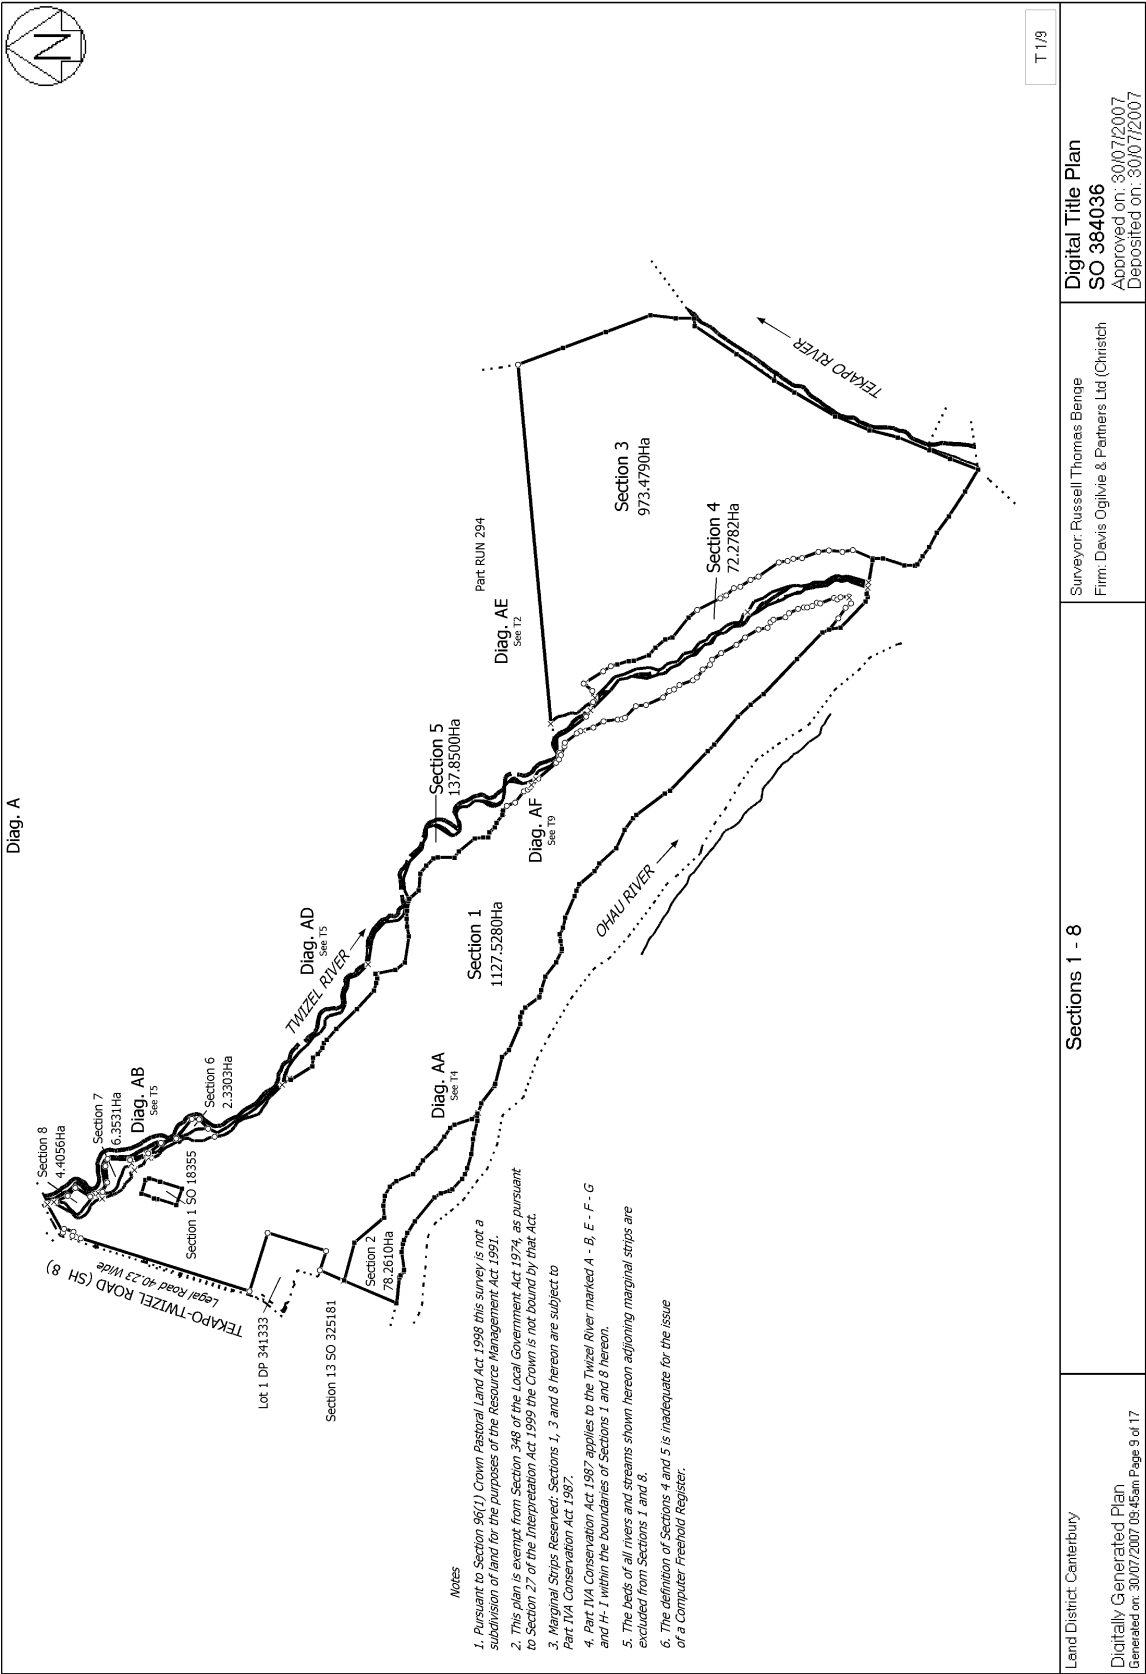 Diag. A
N
T 1/9
TEKAPO-TWIZEL ROAD (SH 8)
Legal Road 40.23 Wide
Section 8
4.4056Ha
Section 7
6.3531Ha
Diag. AB
See T5
Section 6
2.3303Ha
Section 1 SO 18355
Lot 1 DP 341333
Section 13 SO 325181
Section 2
78.2610Ha
Diag. AA
See T4
TWIZEL RIVER
Diag. AD
See T5
Section 5
137.8500Ha
Section 1
1127.5280Ha
Diag. AF
See T9
OHAU RIVER
Diag. AE
See T2
Part RUN 294
Section 3
973.4790Ha
Section 4
72.2782Ha
TEKAPO RIVER
Notes
1. Pursuant to Section 96(1) Crown Pastoral Land Act 1998 this survey is not a
subdivision of land for the purposes of the Resource Management Act 1991.
2. This plan is exempt from Section 348 of the Local Government Act 1974, as pursuant
to Section 27 of the Interpretation Act 1999 the Crown is not bound by that Act.
3. Marginal Strips Reserved: Sections 1, 3 and 8 hereon are subject to
Part IVA Conservation Act 1987.
4. Part IVA Conservation Act 1987 applies to the Twizel River marked A - B, E - F - G
and H- I within the boundaries of Sections 1 and 8 hereon.
5. The beds of all rivers and streams shown hereon adjioning marginal strips are
excluded from Sections 1 and 8.
6. The definition of Sections 4 and 5 is inadequate for the issue
of a Computer Freehold Register.
Land District: Canterbury
Digitally Generated Plan
Generated on: 30/07/2007 09:45am Page 9 of 17
Sections 1 - 8
Surveyor: Russell Thomas Benge
Firm: Davis Ogilvie & Partners Ltd (Christch
Digital Title Plan
SO 384036
Approved on: 30/07/2007
Deposited on: 30/07/2007